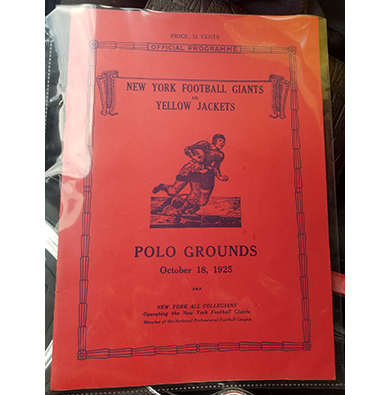 PRICE, 15 CENTS
OFFICIAL PROGRAMME
NEW YORK FOOTBALL GIANTS
vs.
YELLOW JACKETS
POLO GROUNDS
October 18, 1925
NEW YORK ALL COLLEGIANS
Operating the New York Football Giants
Member of the National Professional Football League